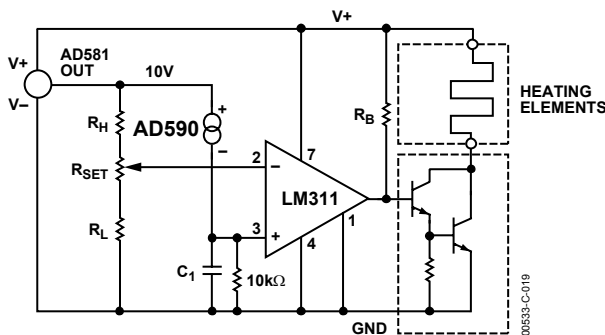 V+
AD581
OUT
V+
V–
10V
R_H
AD590
+
–
R_B
HEATING
ELEMENTS
R_SET
2
–
7
LM311
R_L
3
+
4
1
C_1
10kΩ
GND
00533-C-019